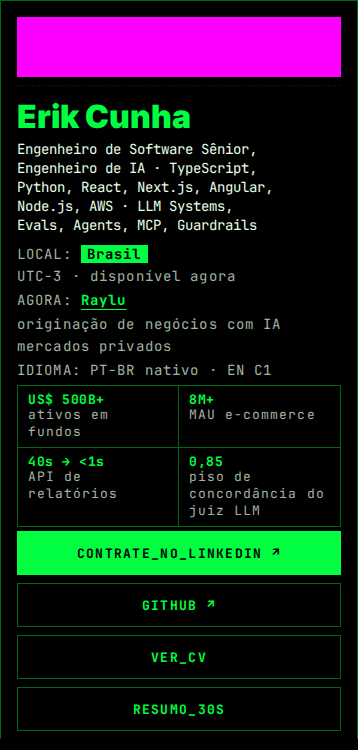 Erik Cunha
Engenheiro de Software Sênior,
Engenheiro de IA · TypeScript,
Python, React, Next.js, Angular,
Node.js, AWS · LLM Systems,
Evals, Agents, MCP, Guardrails
LOCAL: Brasil
UTC-3 · disponível agora
AGORA: Raylu
originação de negócios com IA
mercados privados
IDIOMA: PT-BR nativo · EN C1
US$ 500B+
ativos em
fundos
8M+
MAU e-commerce
40s → <1s
API de
relatórios
0,85
piso de
concordância do
juiz LLM
CONTRATE_NO_LINKEDIN ↗
GITHUB ↗
VER_CV
RESUMO_30S